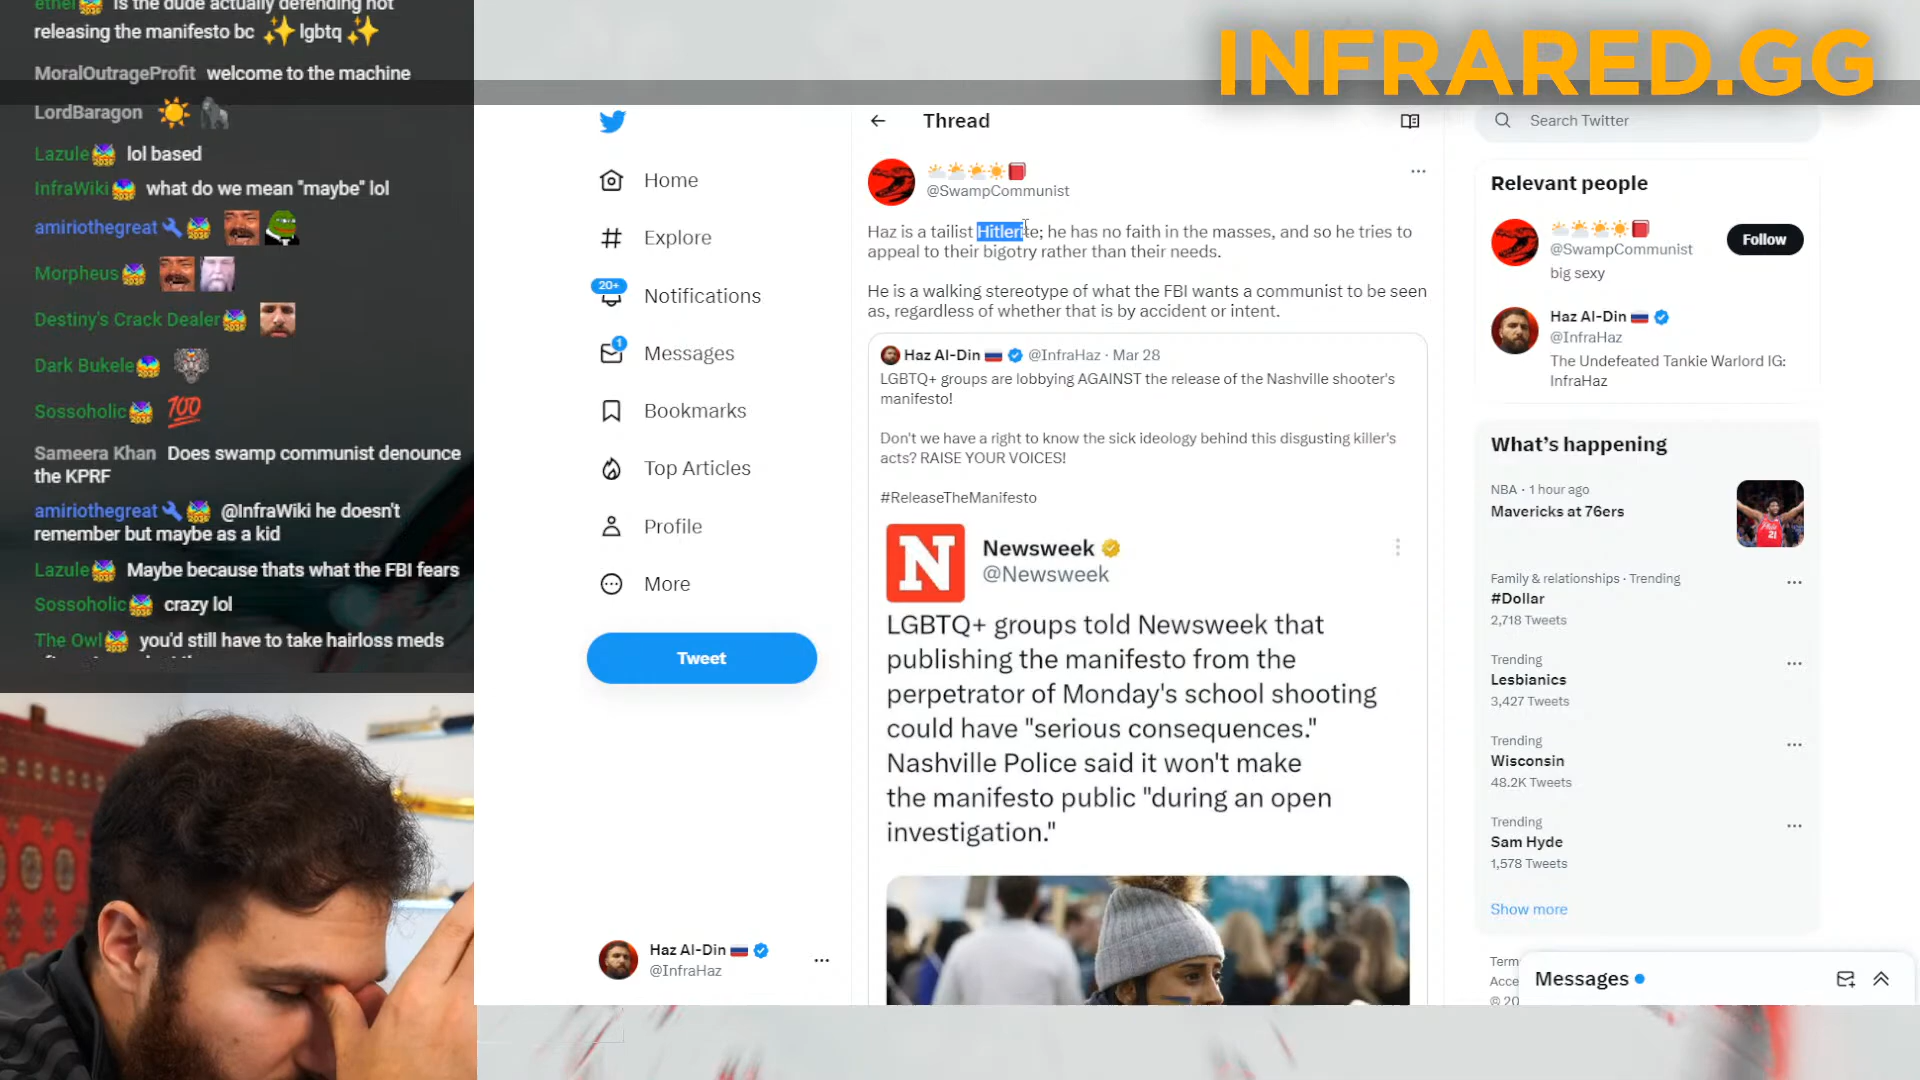 ethel is the dude actually defending not
releasing the manifesto bc ✨ lgbtq ✨
MoralOutrageProfit welcome to the machine
LordBaragon ☀️ 🦍
Lazule lol based
InfraWiki what do we mean "maybe" lol
amiriothegreat
Morpheus
Destiny's Crack Dealer
Dark Bukele
Sossoholic 💯
Sameera Khan Does swamp communist denounce
the KPRF
amiriothegreat @InfraWiki he doesn't
remember but maybe as a kid
Lazule Maybe because thats what the FBI fears
Sossoholic crazy lol
The Owl you'd still have to take hairloss meds
INFRARED.GG
Home
Explore
20+
Notifications
1
Messages
Bookmarks
Top Articles
Profile
More
Tweet
Haz Al-Din
@InfraHaz
Thread
@SwampCommunist
Haz is a tailist Hitlerite; he has no faith in the masses, and so he tries to
appeal to their bigotry rather than their needs.
He is a walking stereotype of what the FBI wants a communist to be seen
as, regardless of whether that is by accident or intent.
Haz Al-Din @InfraHaz · Mar 28
LGBTQ+ groups are lobbying AGAINST the release of the Nashville shooter's
manifesto!
Don't we have a right to know the sick ideology behind this disgusting killer's
acts? RAISE YOUR VOICES!
#ReleaseTheManifesto
N
Newsweek
@Newsweek
LGBTQ+ groups told Newsweek that
publishing the manifesto from the
perpetrator of Monday's school shooting
could have "serious consequences."
Nashville Police said it won't make
the manifesto public "during an open
investigation."
Search Twitter
Relevant people
@SwampCommunist
Follow
big sexy
Haz Al-Din
@InfraHaz
The Undefeated Tankie Warlord IG:
InfraHaz
What's happening
NBA · 1 hour ago
Mavericks at 76ers
Family & relationships · Trending
#Dollar
2,718 Tweets
Trending
Lesbianics
3,427 Tweets
Trending
Wisconsin
48.2K Tweets
Trending
Sam Hyde
1,578 Tweets
Show more
Term
Acce
© 20
Messages